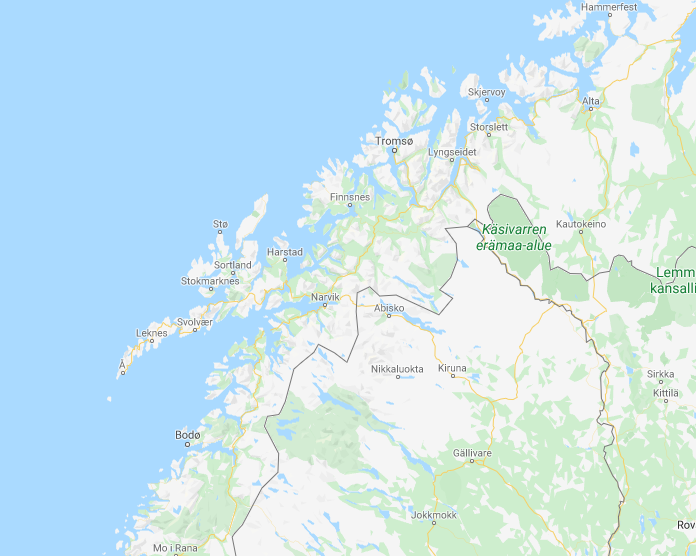 Hammerfest
Skjervoy
Alta
Storslett
Tromsø
Lyngseidet
Finnsnes
Stø
Käsivarren
erämaa-alue
Kautokeino
Harstad
Sortland
Stokmarknes
Lemm
kansalli
Narvik
Abisko
Svolvær
Leknes
Å
Nikkaluokta
Kiruna
Sirkka
Kittilä
Bodø
Gällivare
Jokkmokk
Rov
Mo i Rana